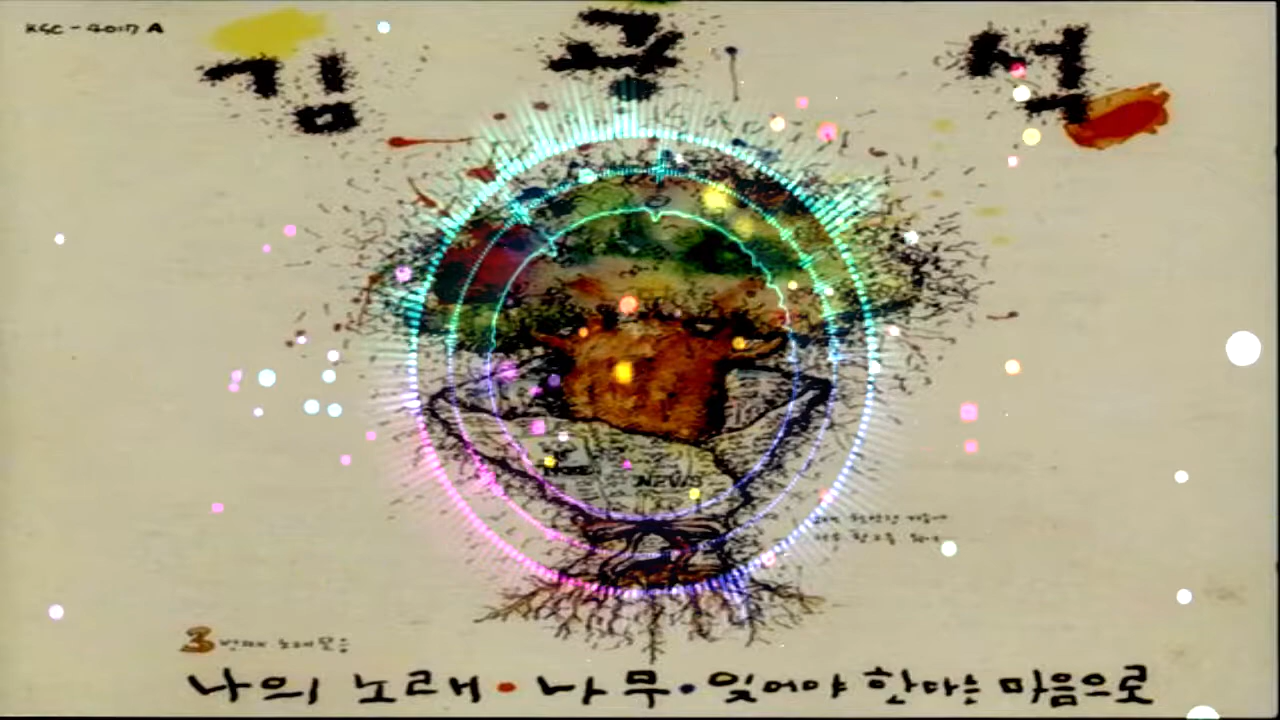 KSC - 4017 A
김 광 석
NEWS
3 번째 노래모음
나의 노래 • 나무 • 잊어야 한다는 마음으로